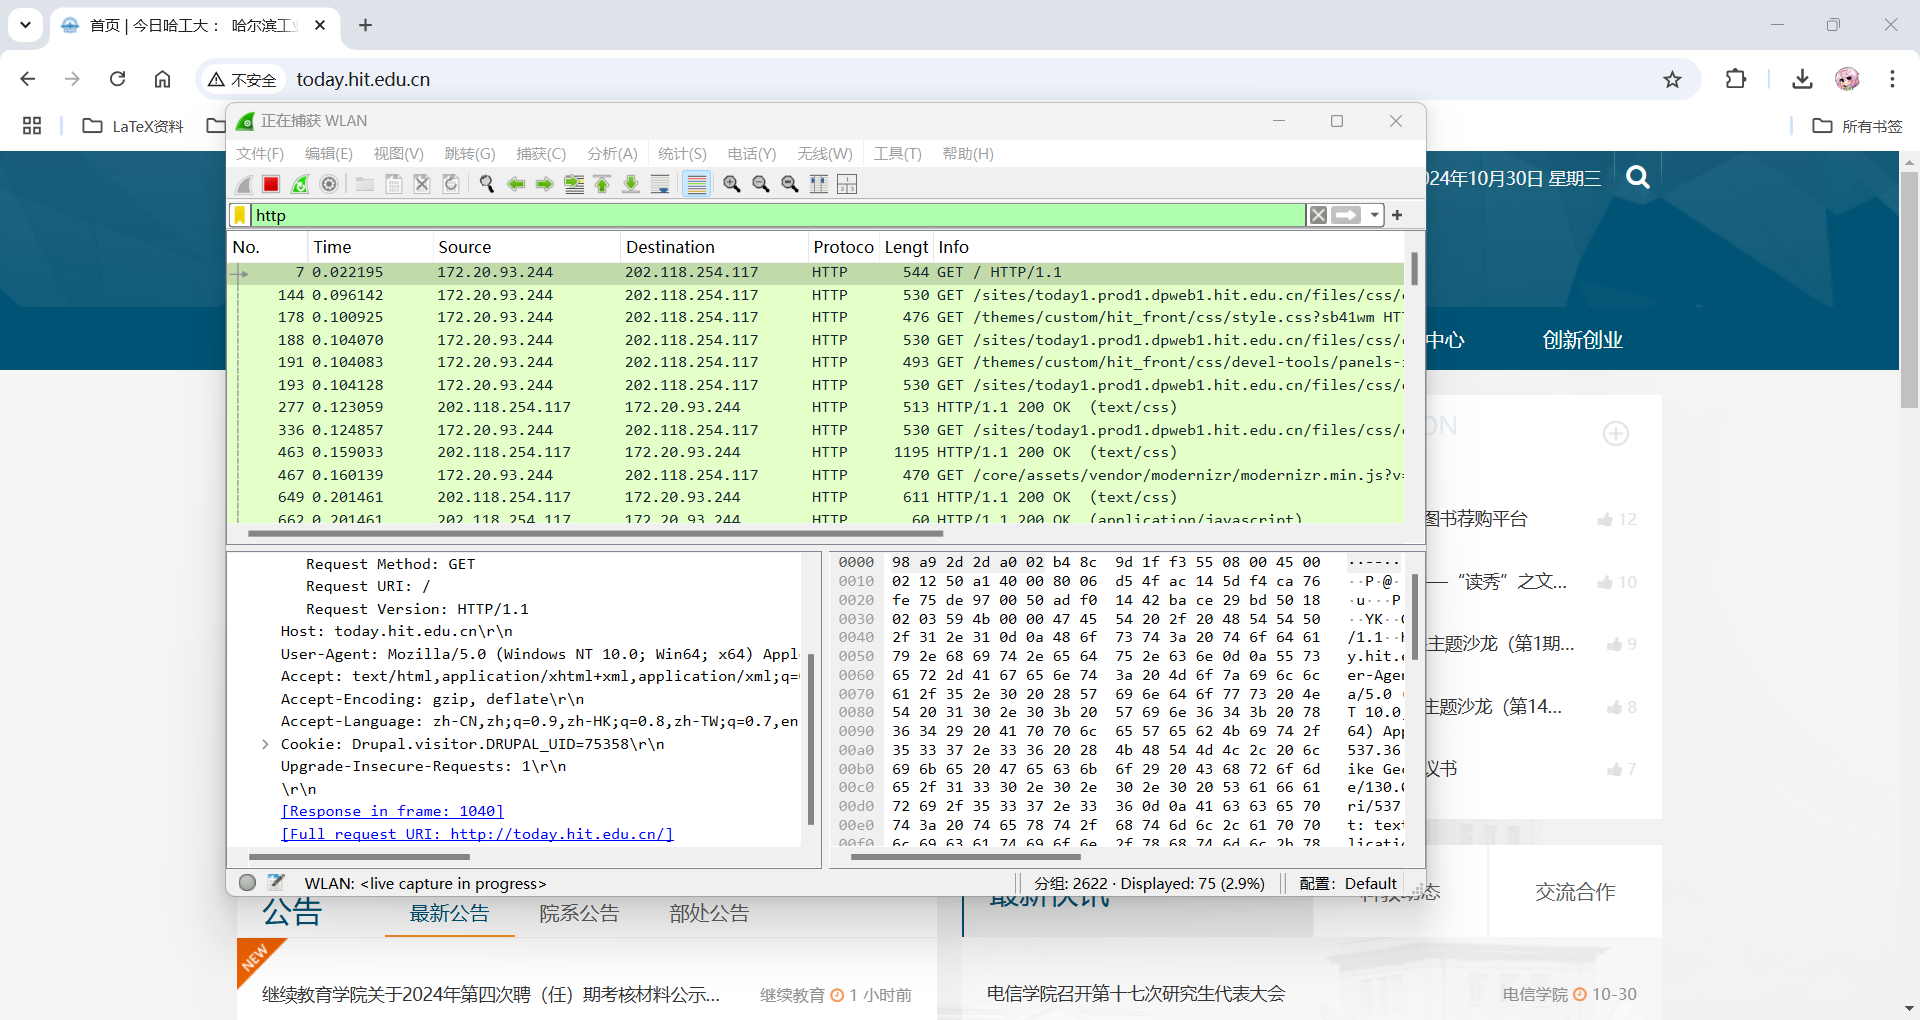 首页 | 今日哈工大： 哈尔滨工
不安全 today.hit.edu.cn
LaTeX资料
所有书签
正在捕获 WLAN
文件(F) 编辑(E) 视图(V) 跳转(G) 捕获(C) 分析(A) 统计(S) 电话(Y) 无线(W) 工具(T) 帮助(H)
024年10月30日 星期三
http
No. Time Source Destination Protoco Lengt Info
7 0.022195 172.20.93.244 202.118.254.117 HTTP 544 GET / HTTP/1.1
144 0.096142 172.20.93.244 202.118.254.117 HTTP 530 GET /sites/today1.prod1.dpweb1.hit.edu.cn/files/css/
178 0.100925 172.20.93.244 202.118.254.117 HTTP 476 GET /themes/custom/hit_front/css/style.css?sb41wm HT
188 0.104070 172.20.93.244 202.118.254.117 HTTP 530 GET /sites/today1.prod1.dpweb1.hit.edu.cn/files/css/
191 0.104083 172.20.93.244 202.118.254.117 HTTP 493 GET /themes/custom/hit_front/css/devel-tools/panels-
193 0.104128 172.20.93.244 202.118.254.117 HTTP 530 GET /sites/today1.prod1.dpweb1.hit.edu.cn/files/css/
277 0.123059 202.118.254.117 172.20.93.244 HTTP 513 HTTP/1.1 200 OK (text/css)
336 0.124857 172.20.93.244 202.118.254.117 HTTP 530 GET /sites/today1.prod1.dpweb1.hit.edu.cn/files/css/
463 0.159033 202.118.254.117 172.20.93.244 HTTP 1195 HTTP/1.1 200 OK (text/css)
467 0.160139 172.20.93.244 202.118.254.117 HTTP 470 GET /core/assets/vendor/modernizr/modernizr.min.js?v=
649 0.201461 202.118.254.117 172.20.93.244 HTTP 611 HTTP/1.1 200 OK (text/css)
662 0.201461 202.118.254.117 172.20.93.244 HTTP 60 HTTP/1.1 200 OK (application/javascript)
中心 创新创业
ON
图书荐购平台 12
——“读秀”之文... 10
主题沙龙（第1期... 9
主题沙龙（第14... 8
议书 7
Request Method: GET
Request URI: /
Request Version: HTTP/1.1
Host: today.hit.edu.cn\r\n
User-Agent: Mozilla/5.0 (Windows NT 10.0; Win64; x64) Appl
Accept: text/html,application/xhtml+xml,application/xml;q=
Accept-Encoding: gzip, deflate\r\n
Accept-Language: zh-CN,zh;q=0.9,zh-HK;q=0.8,zh-TW;q=0.7,en
Cookie: Drupal.visitor.DRUPAL_UID=75358\r\n
Upgrade-Insecure-Requests: 1\r\n
\r\n
[Response in frame: 1040]
[Full request URI: http://today.hit.edu.cn/]
0000 98 a9 2d 2d a0 02 b4 8c 9d 1f f3 55 08 00 45 00 ··--··
0010 02 12 50 a1 40 00 80 06 d5 4f ac 14 5d f4 ca 76 ··P·@·
0020 fe 75 de 97 00 50 ad f0 14 42 ba ce 29 bd 50 18 ·u···P
0030 02 03 59 4b 00 00 47 45 54 20 2f 20 48 54 54 50 ··YK··G
0040 2f 31 2e 31 0d 0a 48 6f 73 74 3a 20 74 6f 64 61 /1.1··H
0050 79 2e 68 69 74 2e 65 64 75 2e 63 6e 0d 0a 55 73 y.hit.e
0060 65 72 2d 41 67 65 6e 74 3a 20 4d 6f 7a 69 6c 6c er-Agen
0070 61 2f 35 2e 30 20 28 57 69 6e 64 6f 77 73 20 4e a/5.0 (
0080 54 20 31 30 2e 30 3b 20 57 69 6e 36 34 3b 20 78 T 10.0;
0090 36 34 29 20 41 70 70 6c 65 57 65 62 4b 69 74 2f 64) App
00a0 35 33 37 2e 33 36 20 28 4b 48 54 4d 4c 2c 20 6c 537.36
00b0 69 6b 65 20 47 65 63 6b 6f 29 20 43 68 72 6f 6d ike Gec
00c0 65 2f 31 33 30 2e 30 2e 30 2e 30 20 53 61 66 61 e/130.0
00d0 72 69 2f 35 33 37 2e 33 36 0d 0a 41 63 63 65 70 ri/537.
00e0 74 3a 20 74 65 78 74 2f 68 74 6d 6c 2c 61 70 70 t: text
00f0 6c 69 63 61 74 69 6f 6e 2f 78 68 74 6d 6c 2b 78 licatio
WLAN: <live capture in progress> 分组: 2622 · Displayed: 75 (2.9%) 配置: Default
公告 最新公告 院系公告 部处公告
最新快讯 科教动态 交流合作
NEW
继续教育学院关于2024年第四次聘（任）期考核材料公示... 继续教育 1 小时前
电信学院召开第十七次研究生代表大会 电信学院 10-30